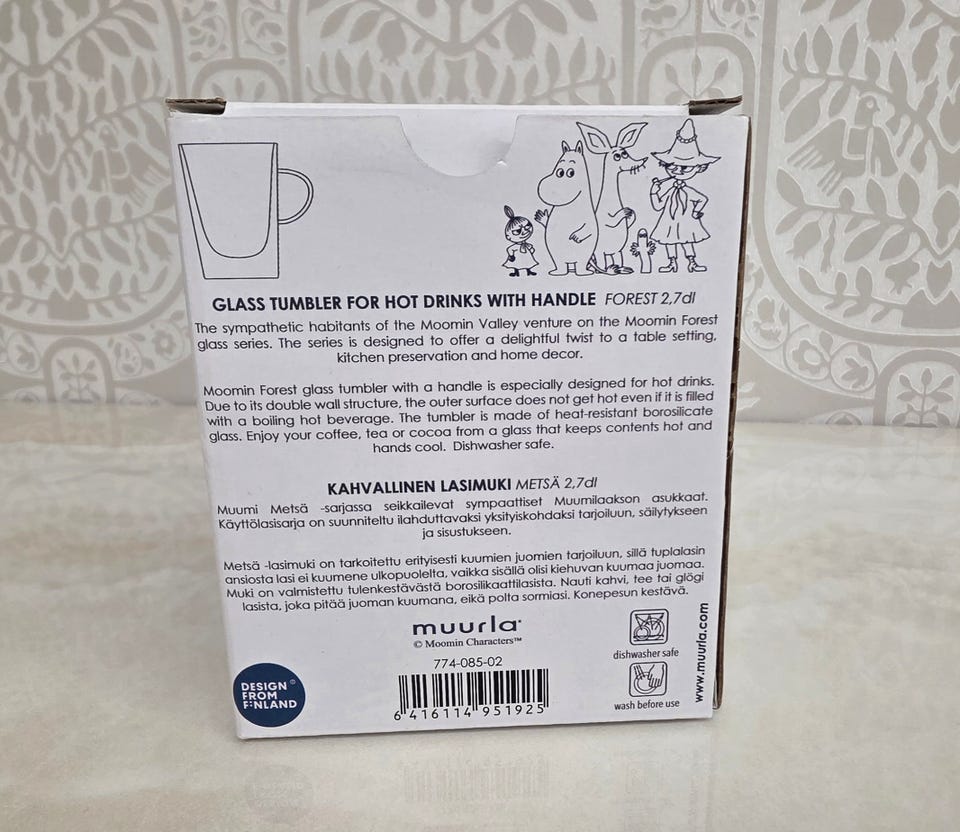 GLASS TUMBLER FOR HOT DRINKS WITH HANDLE FOREST 2,7dl
The sympathetic habitants of the Moomin Valley venture on the Moomin Forest
glass series. The series is designed to offer a delightful twist to a table setting,
kitchen preservation and home decor.
Moomin Forest glass tumbler with a handle is especially designed for hot drinks.
Due to its double wall structure, the outer surface does not get hot even if it is filled
with a boiling hot beverage. The tumbler is made of heat-resistant borosilicate
glass. Enjoy your coffee, tea or cocoa from a glass that keeps contents hot and
hands cool. Dishwasher safe.
KAHVALLINEN LASIMUKI METSÄ 2,7dl
Muumi Metsä -sarjassa seikkailevat sympaattiset Muumilaakson asukkaat.
Käyttölasisarja on suunniteltu ilahduttavaksi yksityiskohdaksi tarjoiluun, säilytykseen
ja sisustukseen.
Metsä -lasimuki on tarkoitettu erityisesti kuumien juomien tarjoiluun, sillä tuplalasin
ansiosta lasi ei kuumene ulkopuolelta, vaikka sisällä olisi kiehuvan kuumaa juomaa.
Muki on valmistettu tulenkestävästä borosilikaattilasista. Nauti kahvi, tee tai glögi
lasista, joka pitää juoman kuumana, eikä polta sormiasi. Konepesun kestävä.
muurla®
© Moomin Characters™
774-085-02
6 416114 951925
DESIGN ®
FROM
FINLAND
dishwasher safe
wash before use
www.muurla.com